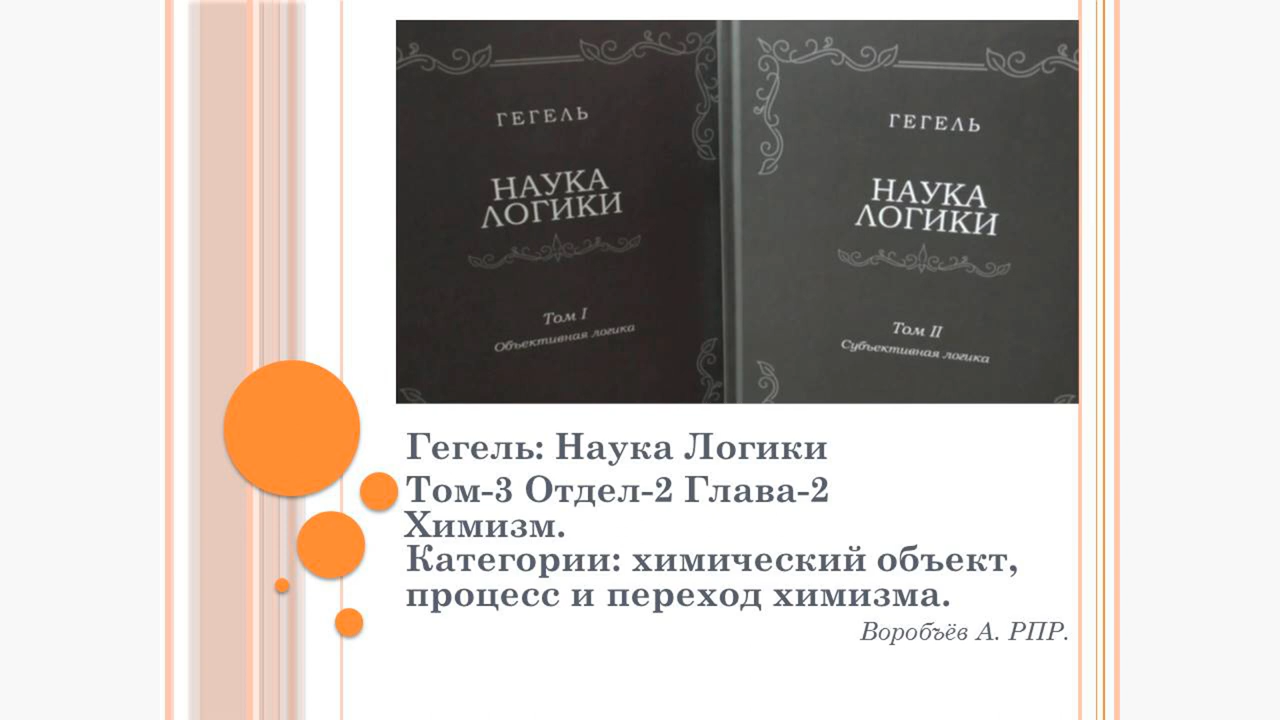 ГЕГЕЛЬ
НАУКА
ЛОГИКИ
Том I
Объективная логика
ГЕГЕЛЬ
НАУКА
ЛОГИКИ
Том II
Субъективная логика
Гегель: Наука Логики
Том-3 Отдел-2 Глава-2
Химизм.
Категории: химический объект,
процесс и переход химизма.
Воробъёв А. РПР.